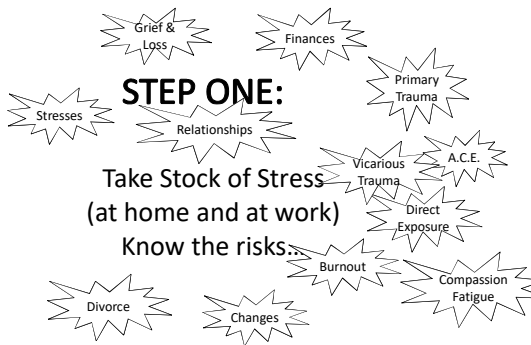 Grief &
Loss
Finances
Primary
Trauma
STEP ONE:
Stresses
Relationships
A.C.E.
Vicarious
Trauma
Take Stock of Stress
(at home and at work)
Know the risks…
Direct
Exposure
Burnout
Compassion
Fatigue
Divorce
Changes